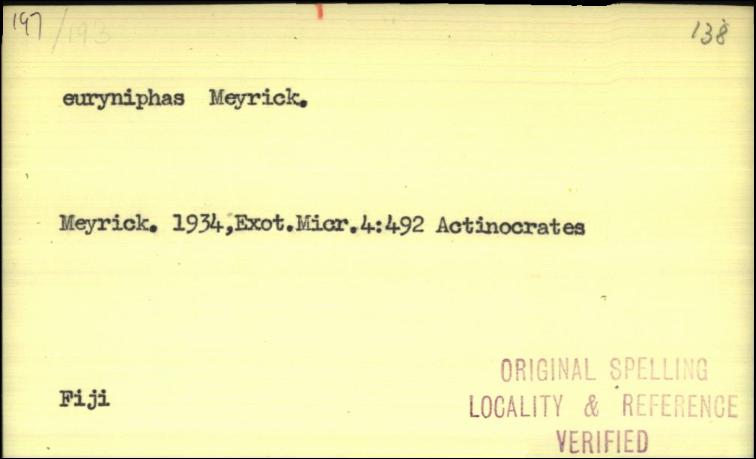 197 /193 138
euryniphas Meyrick.
Meyrick. 1934,Exot.Micr.4:492 Actinocrates
Fiji
ORIGINAL SPELLING
LOCALITY & REFERENCE
VERIFIED